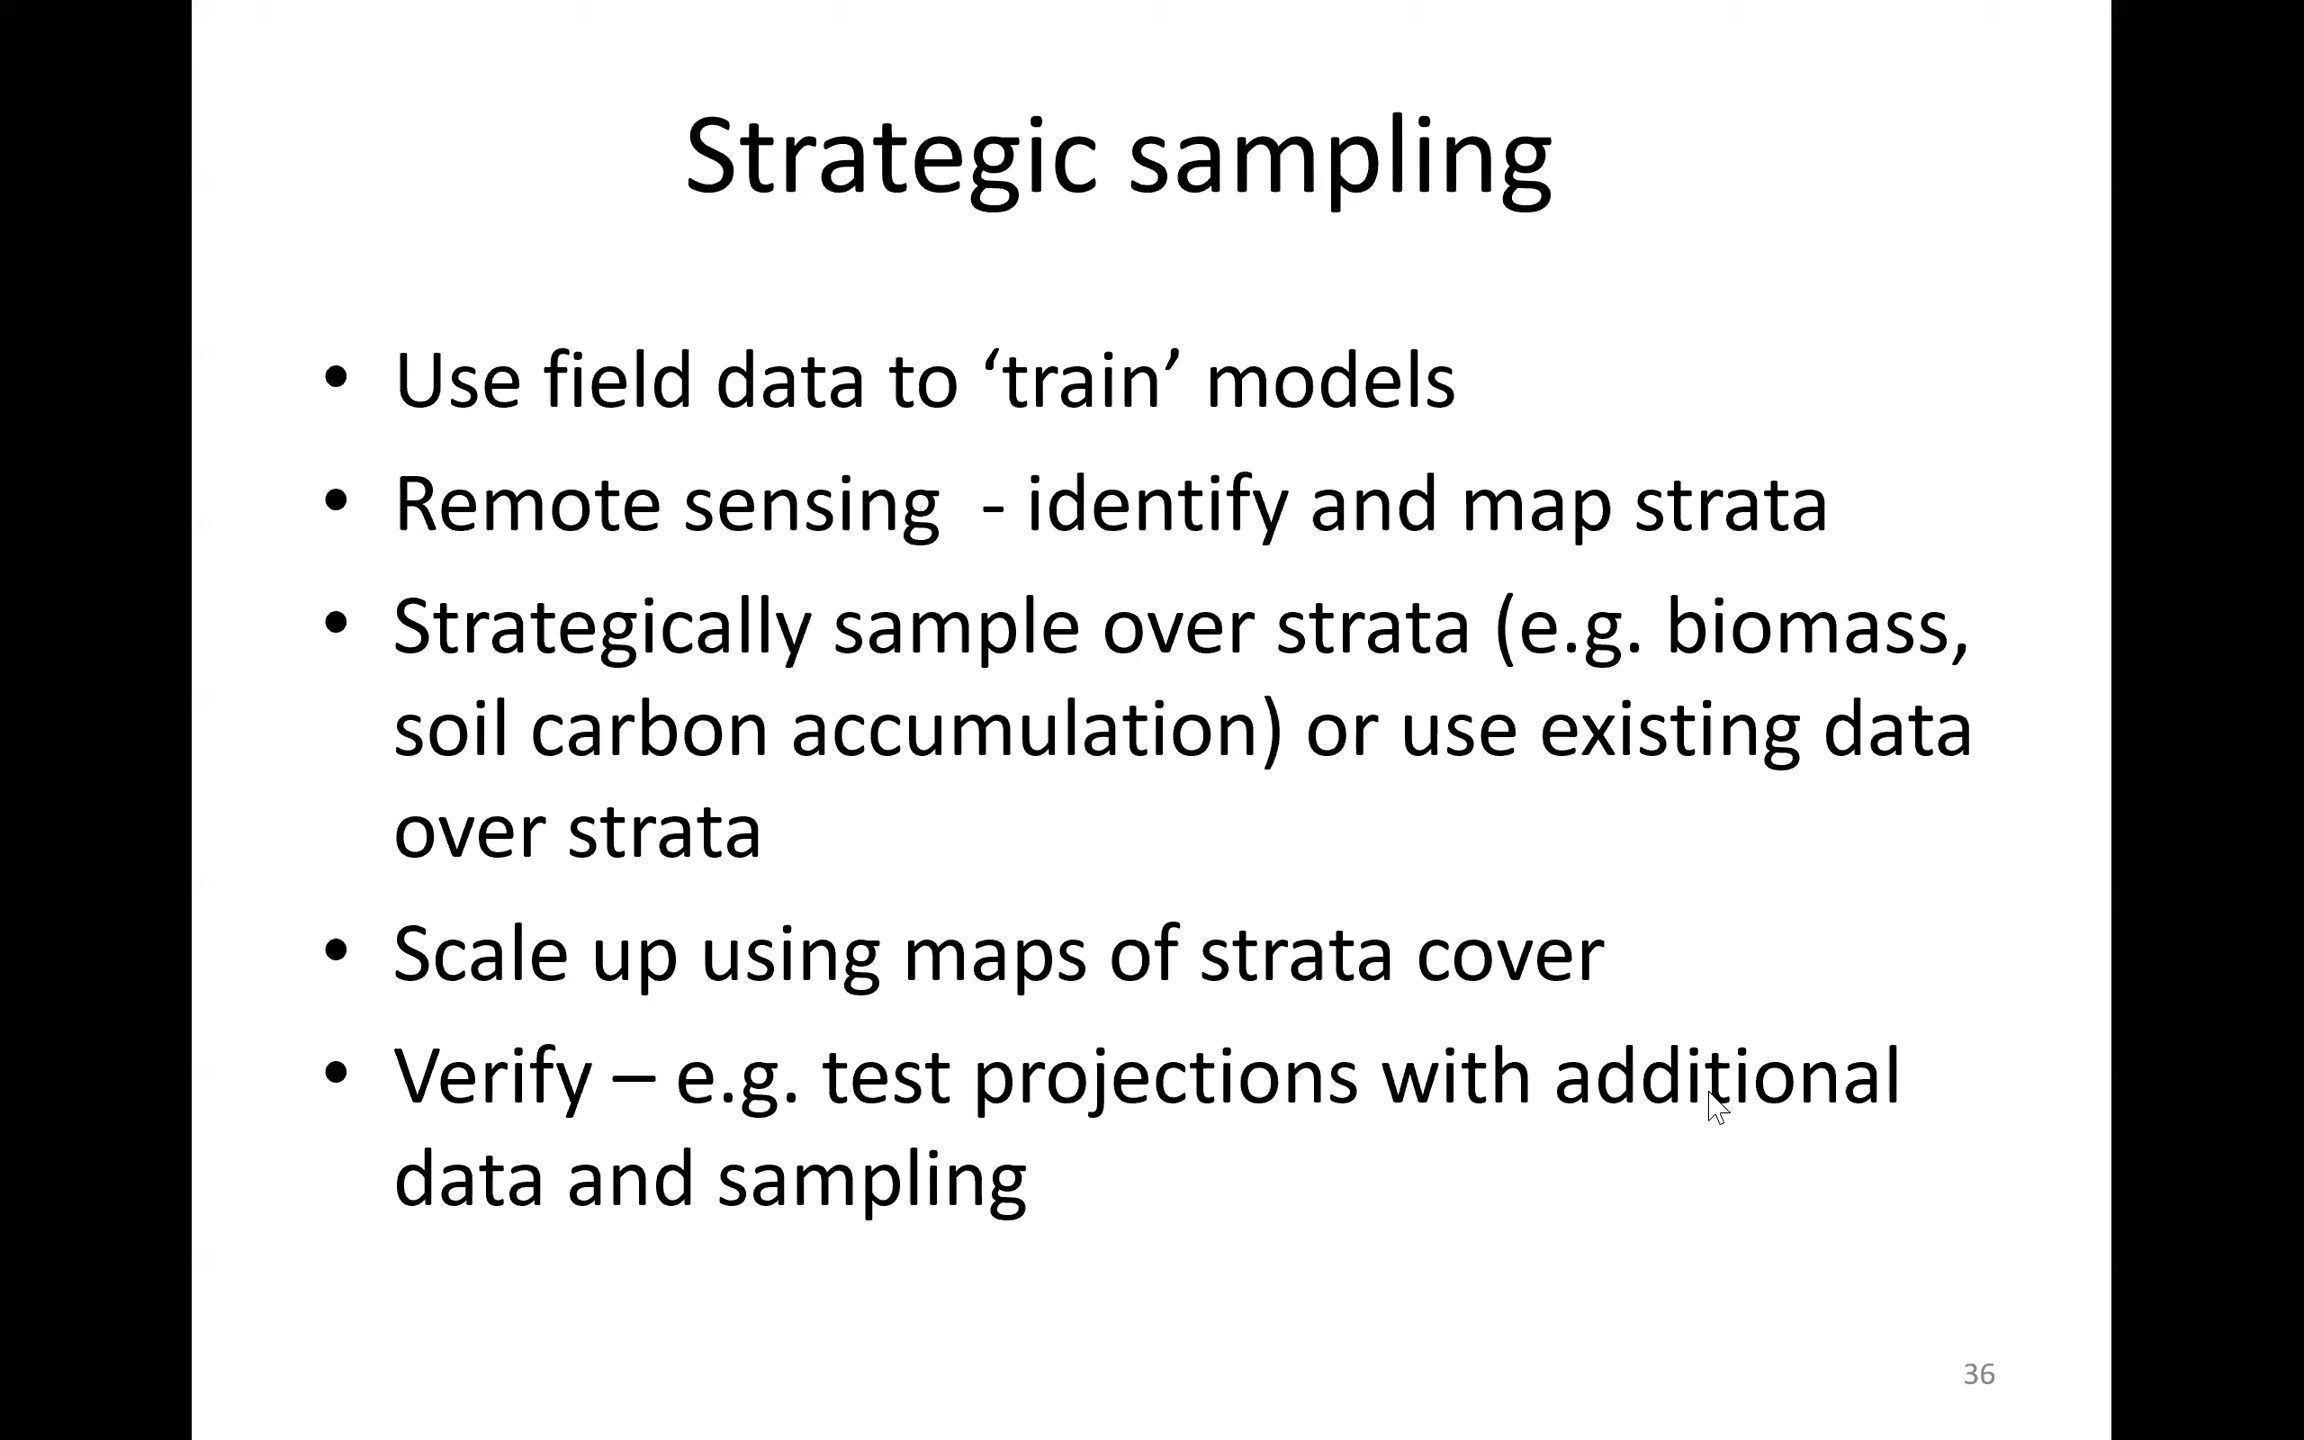 Strategic sampling
• Use field data to ‘train’ models
• Remote sensing  - identify and map strata
• Strategically sample over strata (e.g. biomass,
soil carbon accumulation) or use existing data
over strata
• Scale up using maps of strata cover
• Verify – e.g. test projections with additional
data and sampling
36